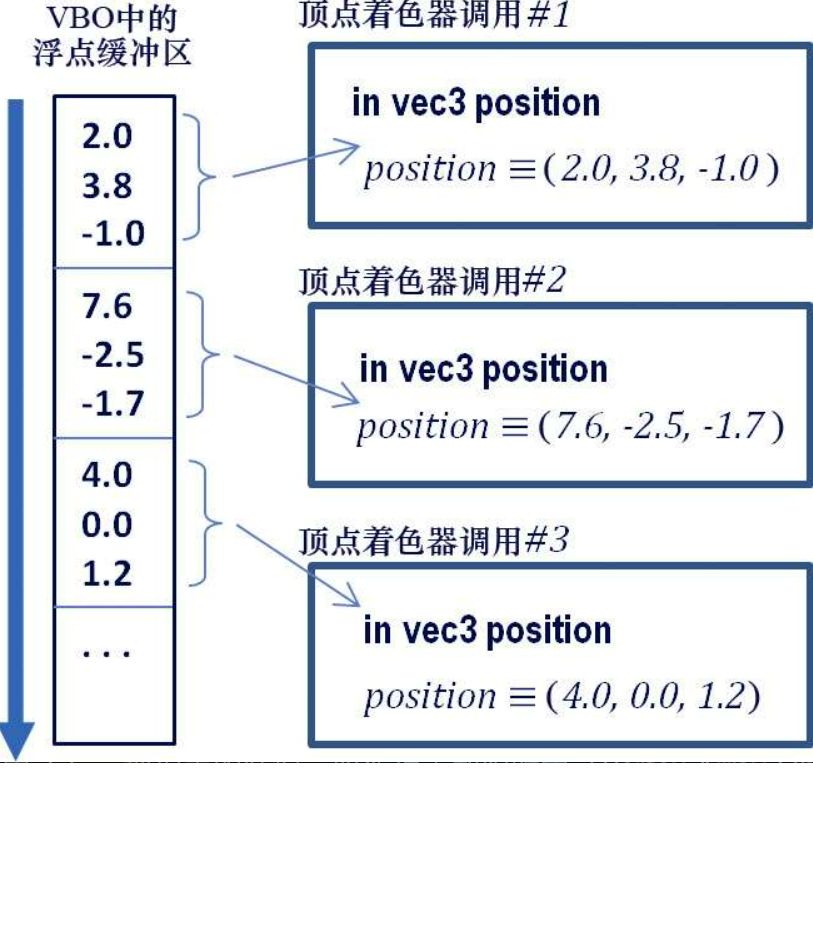 VBO中的
浮点缓冲区
2.0
3.8
-1.0
7.6
-2.5
-1.7
4.0
0.0
1.2
...
顶点着色器调用#1
in vec3 position
position ≡ ( 2.0, 3.8, -1.0 )
顶点着色器调用#2
in vec3 position
position ≡ ( 7.6, -2.5, -1.7 )
顶点着色器调用#3
in vec3 position
position ≡ (4.0, 0.0, 1.2)